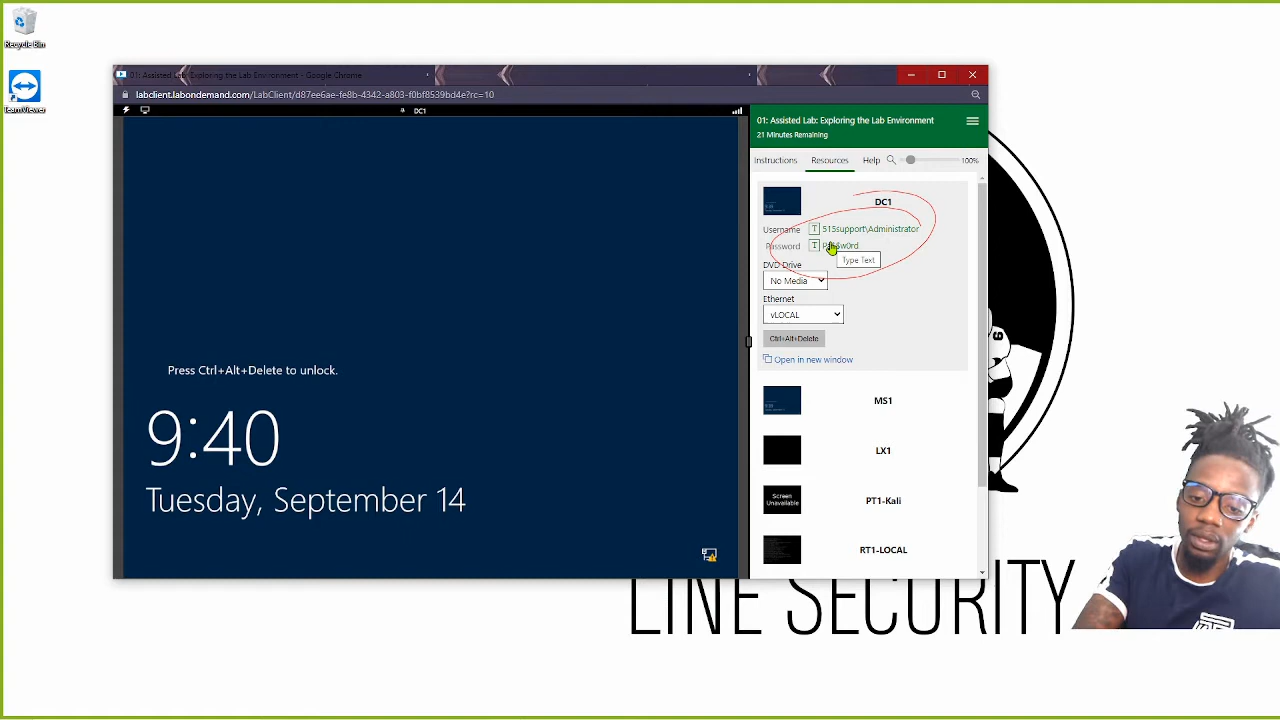 Recycle Bin
TeamViewer
01: Assisted Lab: Exploring the Lab Environment - Google Chrome
labclient.labondemand.com/LabClient/d87ee6ae-fe8b-4342-a803-f0bf8539bd4e?rc=10
DC1
01: Assisted Lab: Exploring the Lab Environment
21 Minutes Remaining
Instructions Resources Help 100%
DC1
Username T 515support\Administrator
Password T
Type Text
DVD Drive
No Media
Ethernet
vLOCAL
Ctrl+Alt+Delete
Open in new window
MS1
LX1
Screen Unavailable PT1-Kali
RT1-LOCAL
Press Ctrl+Alt+Delete to unlock.
9:40
Tuesday, September 14
LINE SECURITY